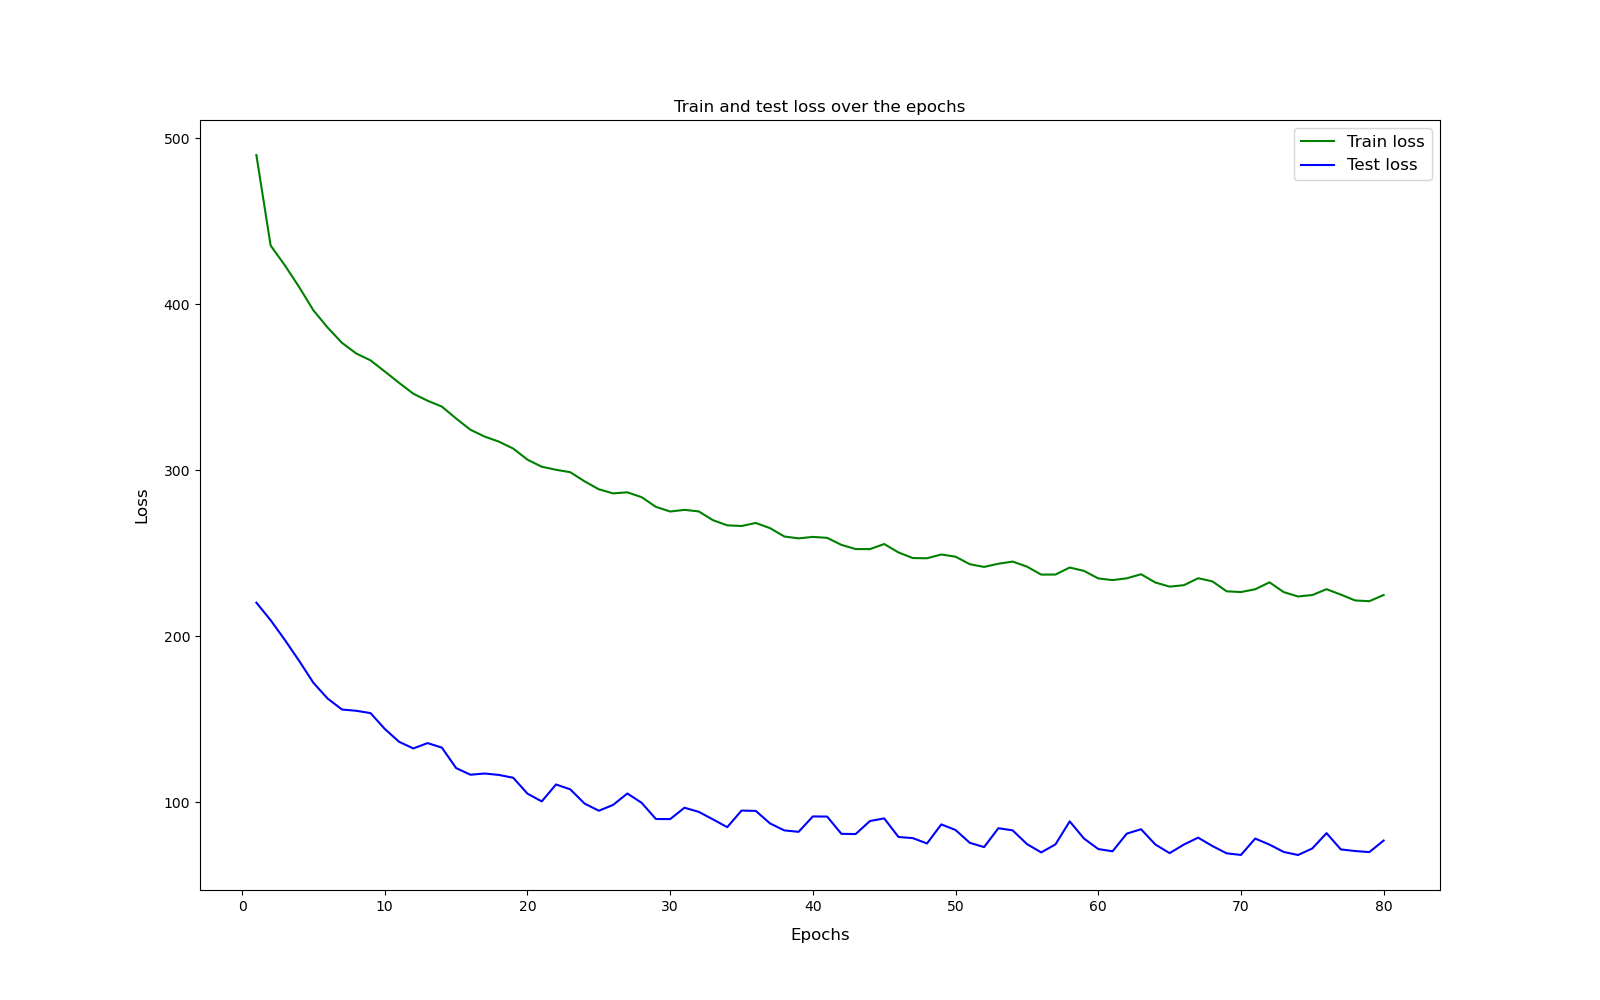 Train and test loss over the epochs
Train loss
Test loss
500
400
300
200
100
Loss
0 10 20 30 40 50 60 70 80
Epochs